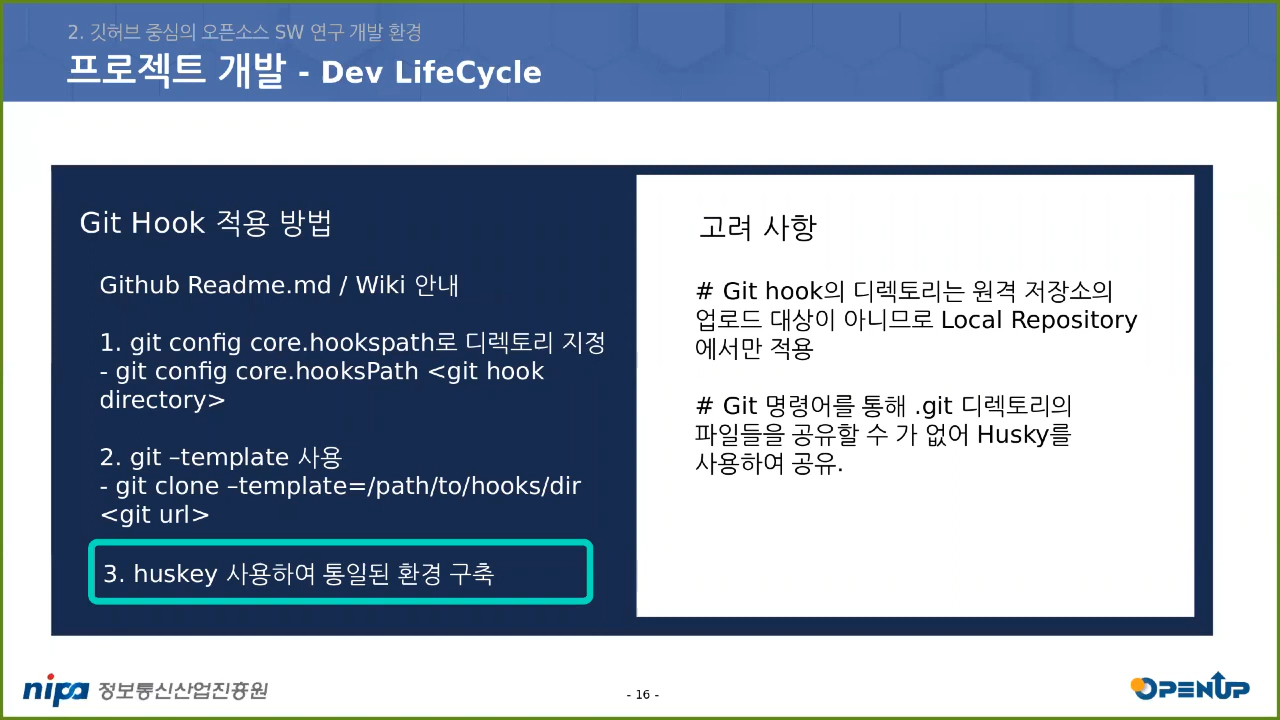 2. 깃허브 중심의 오픈소스 SW 연구 개발 환경
프로젝트 개발 - Dev LifeCycle
Git Hook 적용 방법
Github Readme.md / Wiki 안내
1. git config core.hookspath로 디렉토리 지정
- git config core.hooksPath <git hook
directory>
2. git –template 사용
- git clone –template=/path/to/hooks/dir
<git url>
3. huskey 사용하여 통일된 환경 구축
고려 사항
# Git hook의 디렉토리는 원격 저장소의
업로드 대상이 아니므로 Local Repository
에서만 적용
# Git 명령어를 통해 .git 디렉토리의
파일들을 공유할 수 가 없어 Husky를
사용하여 공유.
nipa 정보통신산업진흥원
- 16 -
OPENUP